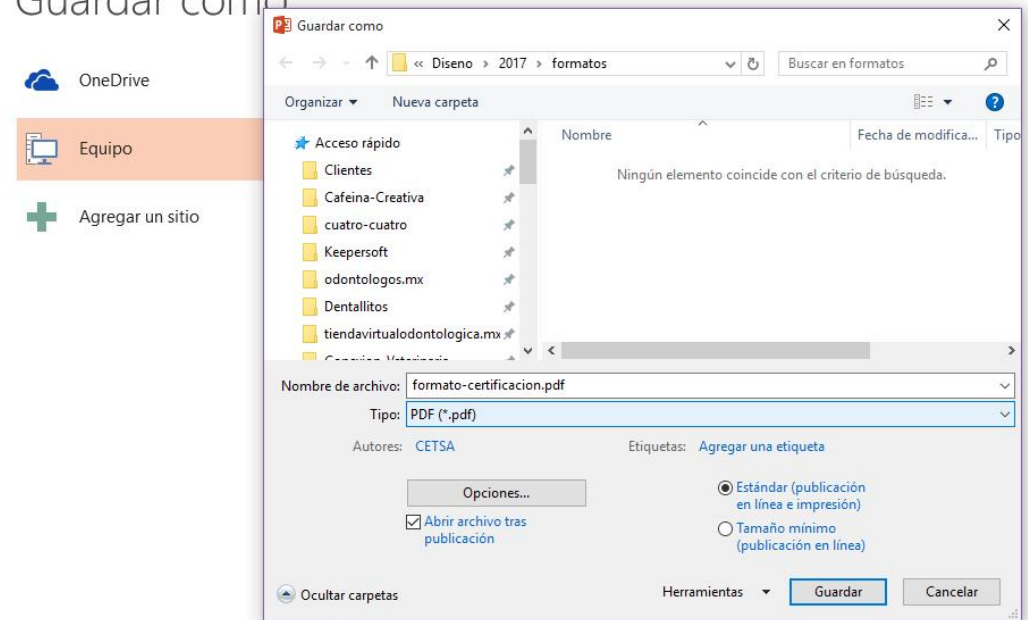 Guardar como
OneDrive
Equipo
Agregar un sitio
Guardar como
« Diseno › 2017 › formatos
Buscar en formatos
Organizar
Nueva carpeta
Acceso rápido
Clientes
Cafeina-Creativa
cuatro-cuatro
Keepersoft
odontologos.mx
Dentallitos
tiendavirtualodontologica.mx
Nombre
Fecha de modifica...
Tipo
Ningún elemento coincide con el criterio de búsqueda.
Nombre de archivo: formato-certificacion.pdf
Tipo: PDF (*.pdf)
Autores: CETSA
Etiquetas: Agregar una etiqueta
Opciones...
Abrir archivo tras
publicación
Estándar (publicación
en línea e impresión)
Tamaño mínimo
(publicación en línea)
Ocultar carpetas
Herramientas
Guardar
Cancelar